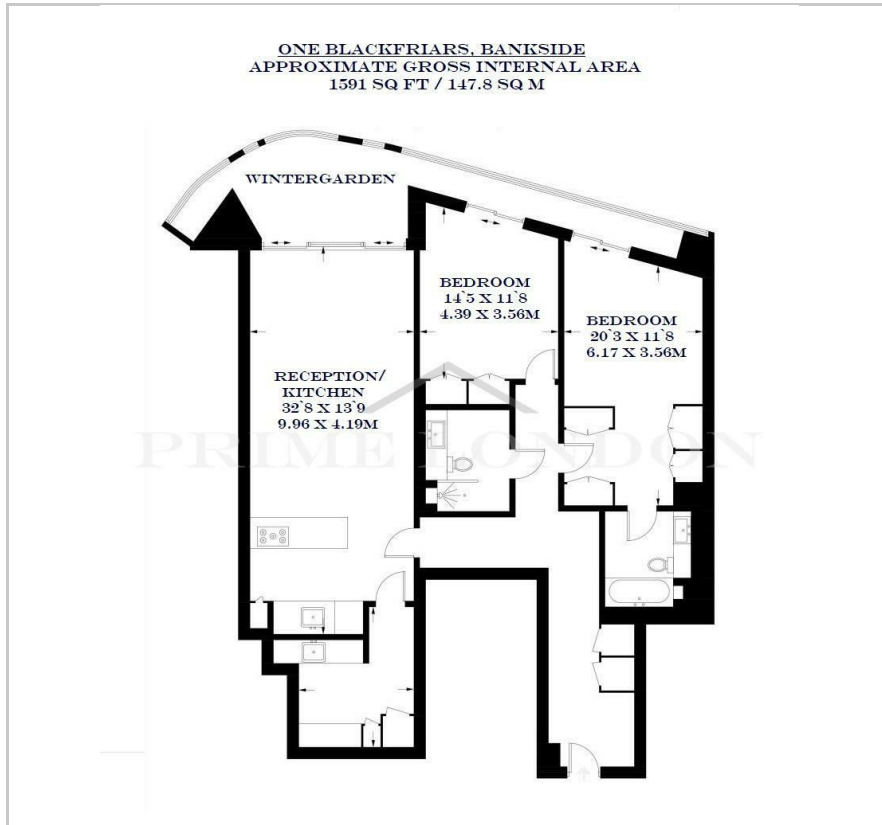 ONE BLACKFRIARS, BANKSIDE
APPROXIMATE GROSS INTERNAL AREA
1591 SQ FT / 147.8 SQ M
WINTERGARDEN
BEDROOM
14`5 X 11`8
4.39 X 3.56M
BEDROOM
20`3 X 11`8
6.17 X 3.56M
RECEPTION/
KITCHEN
32`8 X 13`9
9.96 X 4.19M
PRIME LONDON